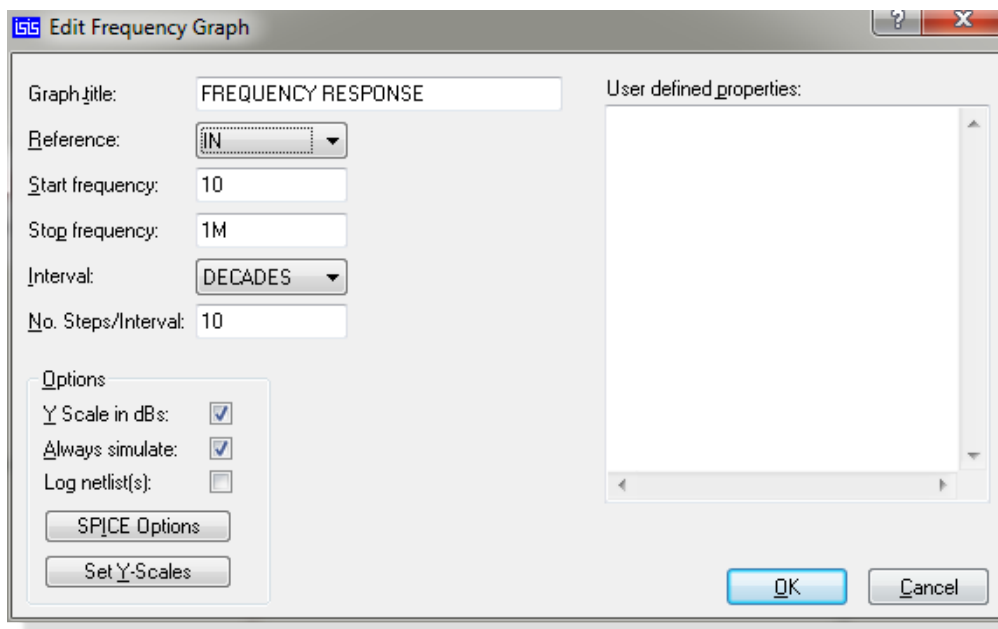 isis Edit Frequency Graph
Graph title: FREQUENCY RESPONSE
Reference: IN
Start frequency: 10
Stop frequency: 1M
Interval: DECADES
No. Steps/Interval: 10
Options
Y Scale in dBs:
Always simulate:
Log netlist(s):
SPICE Options
Set Y-Scales
User defined properties:
OK
Cancel